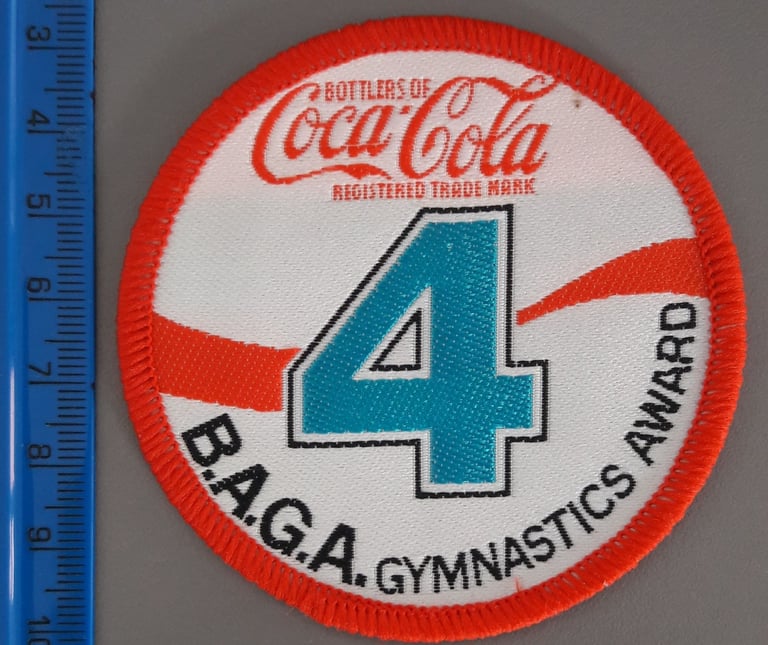 BOTTLERS OF
Coca-Cola
REGISTERED TRADE MARK
4
B.A.G.A. GYMNASTICS AWARD
3
4
5
6
7
8
9
10